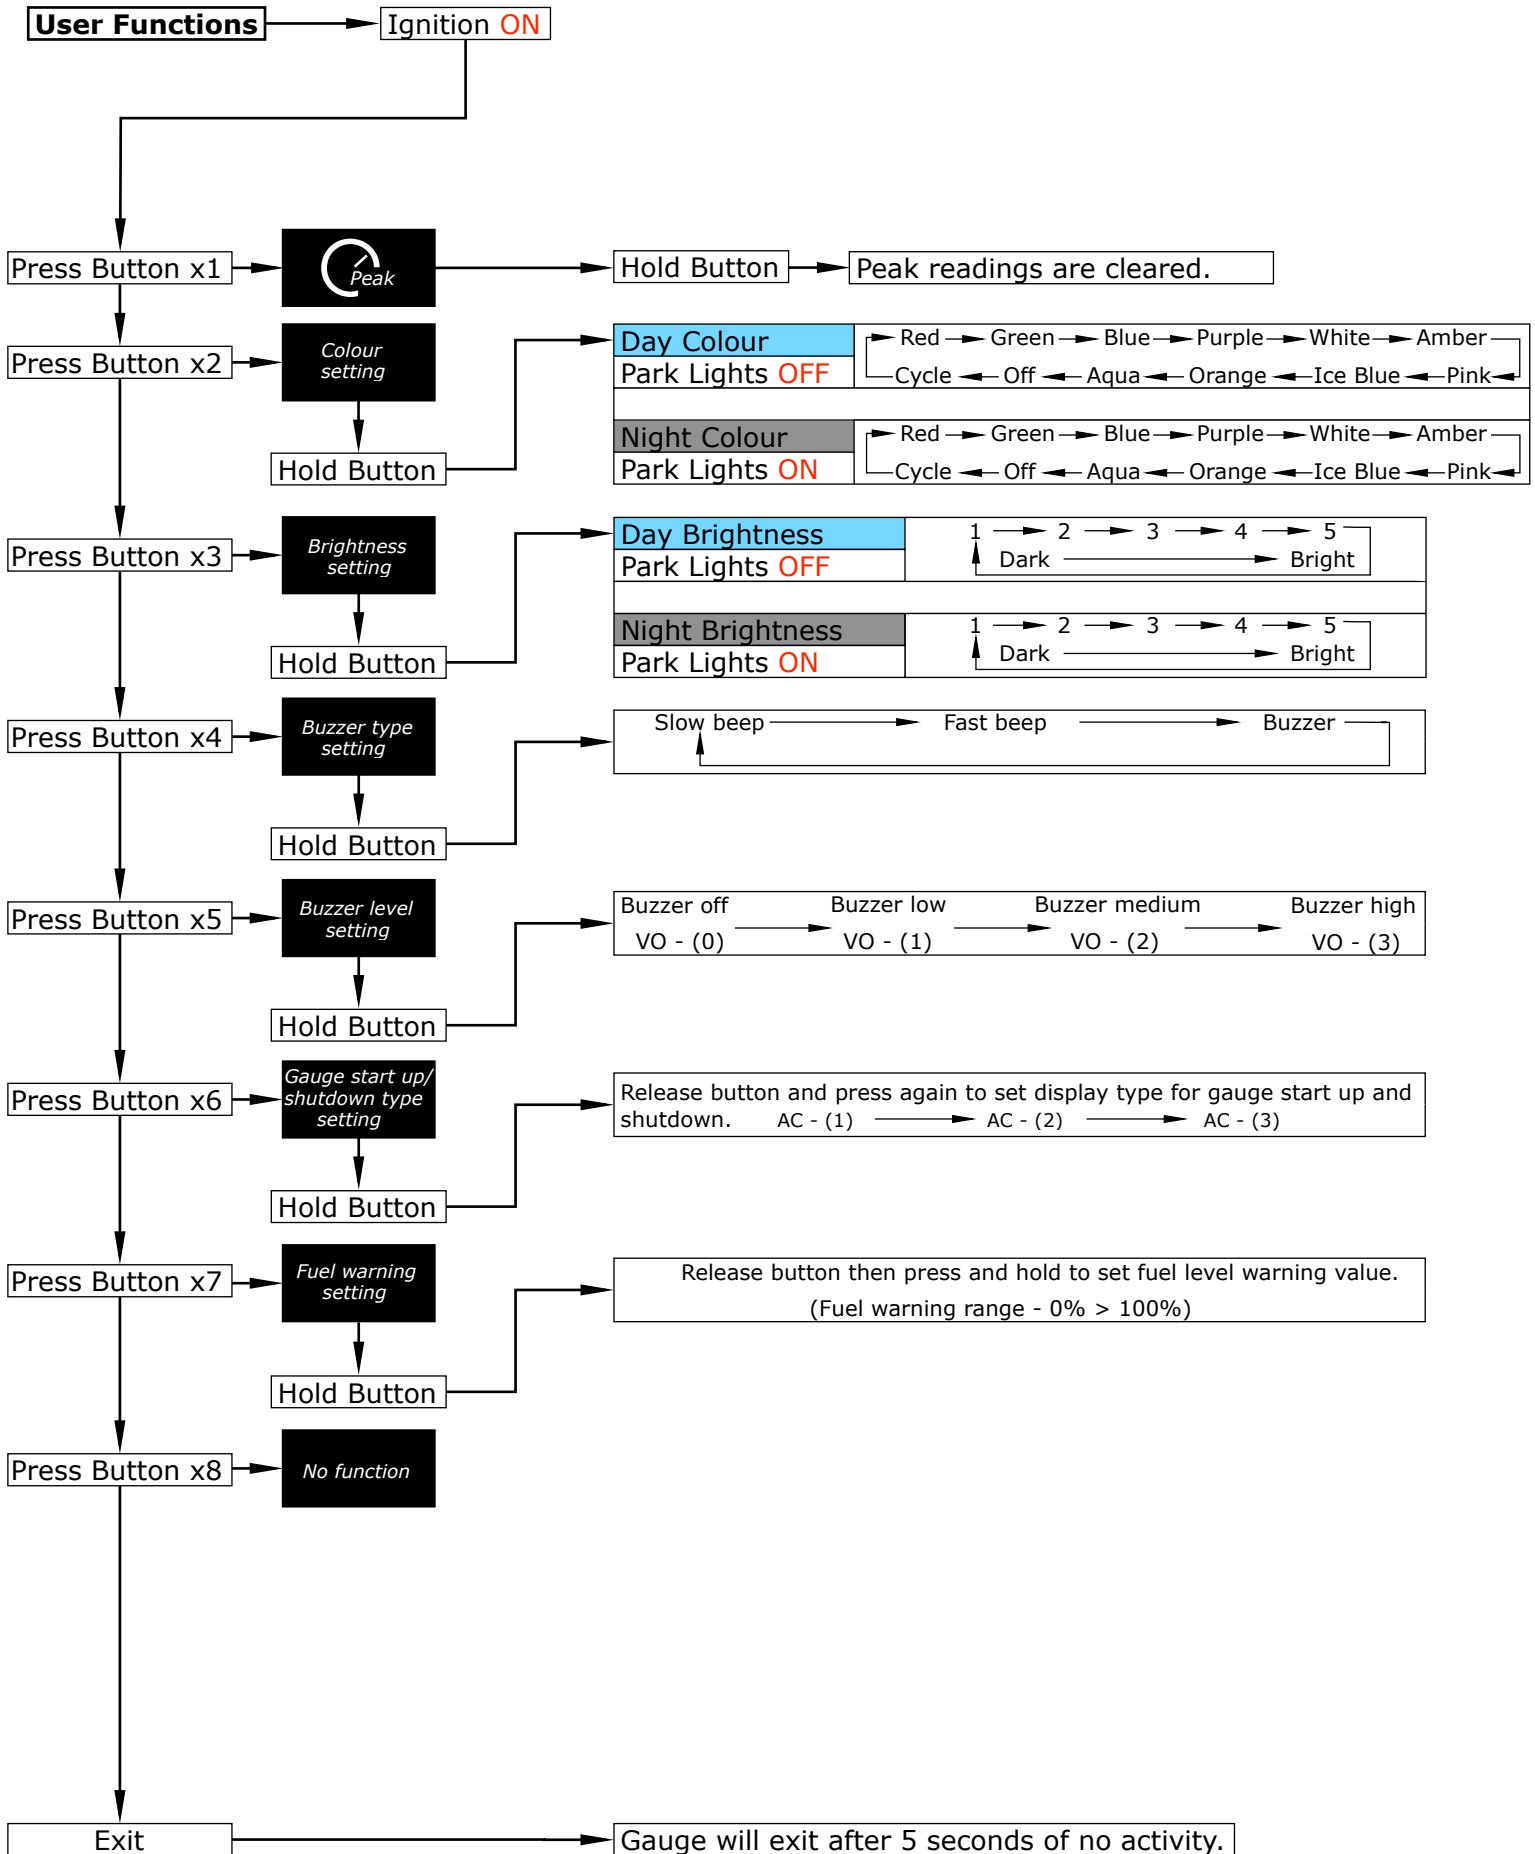 User Functions
Ignition ON
Press Button x1
Peak
Hold Button
Peak readings are cleared.
Press Button x2
Colour
setting
Hold Button
Day Colour
Park Lights OFF
Red Green Blue Purple White Amber
Cycle Off Aqua Orange Ice Blue Pink
Night Colour
Park Lights ON
Red Green Blue Purple White Amber
Cycle Off Aqua Orange Ice Blue Pink
Press Button x3
Brightness
setting
Hold Button
Day Brightness
Park Lights OFF
1 2 3 4 5
Dark Bright
Night Brightness
Park Lights ON
1 2 3 4 5
Dark Bright
Press Button x4
Buzzer type
setting
Hold Button
Slow beep Fast beep Buzzer
Press Button x5
Buzzer level
setting
Hold Button
Buzzer off Buzzer low Buzzer medium Buzzer high
VO - (0) VO - (1) VO - (2) VO - (3)
Press Button x6
Gauge start up/
shutdown type
setting
Hold Button
Release button and press again to set display type for gauge start up and
shutdown. AC - (1) AC - (2) AC - (3)
Press Button x7
Fuel warning
setting
Hold Button
Release button then press and hold to set fuel level warning value.
(Fuel warning range - 0% > 100%)
Press Button x8
No function
Exit
Gauge will exit after 5 seconds of no activity.